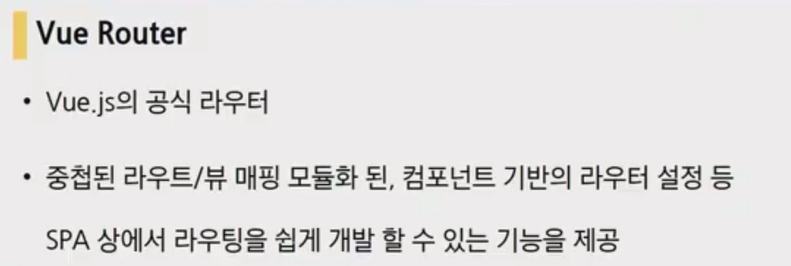 Vue Router
• Vue.js의 공식 라우터
• 중첩된 라우트/뷰 매핑 모듈화 된, 컴포넌트 기반의 라우터 설정 등
SPA 상에서 라우팅을 쉽게 개발 할 수 있는 기능을 제공